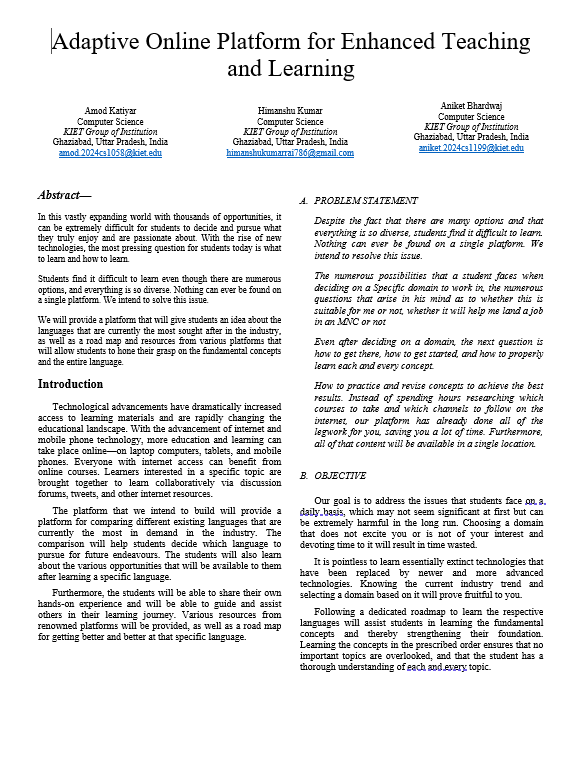 Adaptive Online Platform for Enhanced Teaching
and Learning
Amod Katiyar
Computer Science
KIET Group of Institution
Ghaziabad, Uttar Pradesh, India
amod.2024cs1058@kiet.edu
Himanshu Kumar
Computer Science
KIET Group of Institution
Ghaziabad, Uttar Pradesh, India
himanshukumarrai786@gmail.com
Aniket Bhardwaj
Computer Science
KIET Group of Institution
Ghaziabad, Uttar Pradesh, India
aniket.2024cs1199@kiet.edu
Abstract—
In this vastly expanding world with thousands of opportunities, it
can be extremely difficult for students to decide and pursue what
they truly enjoy and are passionate about. With the rise of new
technologies, the most pressing question for students today is what
to learn and how to learn.
Students find it difficult to learn even though there are numerous
options, and everything is so diverse. Nothing can ever be found on
a single platform. We intend to solve this issue.
We will provide a platform that will give students an idea about the
languages that are currently the most sought after in the industry,
as well as a road map and resources from various platforms that
will allow students to hone their grasp on the fundamental concepts
and the entire language.
Introduction
Technological advancements have dramatically increased
access to learning materials and are rapidly changing the
educational landscape. With the advancement of internet and
mobile phone technology, more education and learning can
take place online—on laptop computers, tablets, and mobile
phones. Everyone with internet access can benefit from
online courses. Learners interested in a specific topic are
brought together to learn collaboratively via discussion
forums, tweets, and other internet resources.
The platform that we intend to build will provide a
platform for comparing different existing languages that are
currently the most in demand in the industry. The
comparison will help students decide which language to
pursue for future endeavours. The students will also learn
about the various opportunities that will be available to them
after learning a specific language.
Furthermore, the students will be able to share their own
hands-on experience and will be able to guide and assist
others in their learning journey. Various resources from
renowned platforms will be provided, as well as a road map
for getting better and better at that specific language.
A. PROBLEM STATEMENT
Despite the fact that there are many options and that
everything is so diverse, students find it difficult to learn.
Nothing can ever be found on a single platform. We
intend to resolve this issue.
The numerous possibilities that a student faces when
deciding on a Specific domain to work in, the numerous
questions that arise in his mind as to whether this is
suitable for me or not, whether it will help me land a job
in an MNC or not
Even after deciding on a domain, the next question is
how to get there, how to get started, and how to properly
learn each and every concept.
How to practice and revise concepts to achieve the best
results. Instead of spending hours researching which
courses to take and which channels to follow on the
internet, our platform has already done all of the
legwork for you, saving you a lot of time. Furthermore,
all of that content will be available in a single location.
B. OBJECTIVE
Our goal is to address the issues that students face on a
daily basis, which may not seem significant at first but can
be extremely harmful in the long run. Choosing a domain
that does not excite you or is not of your interest and
devoting time to it will result in time wasted.
It is pointless to learn essentially extinct technologies that
have been replaced by newer and more advanced
technologies. Knowing the current industry trend and
selecting a domain based on it will prove fruitful to you.
Following a dedicated roadmap to learn the respective
languages will assist students in learning the fundamental
concepts and thereby strengthening their foundation.
Learning the concepts in the prescribed order ensures that no
important topics are overlooked, and that the student has a
thorough understanding of each and every topic.